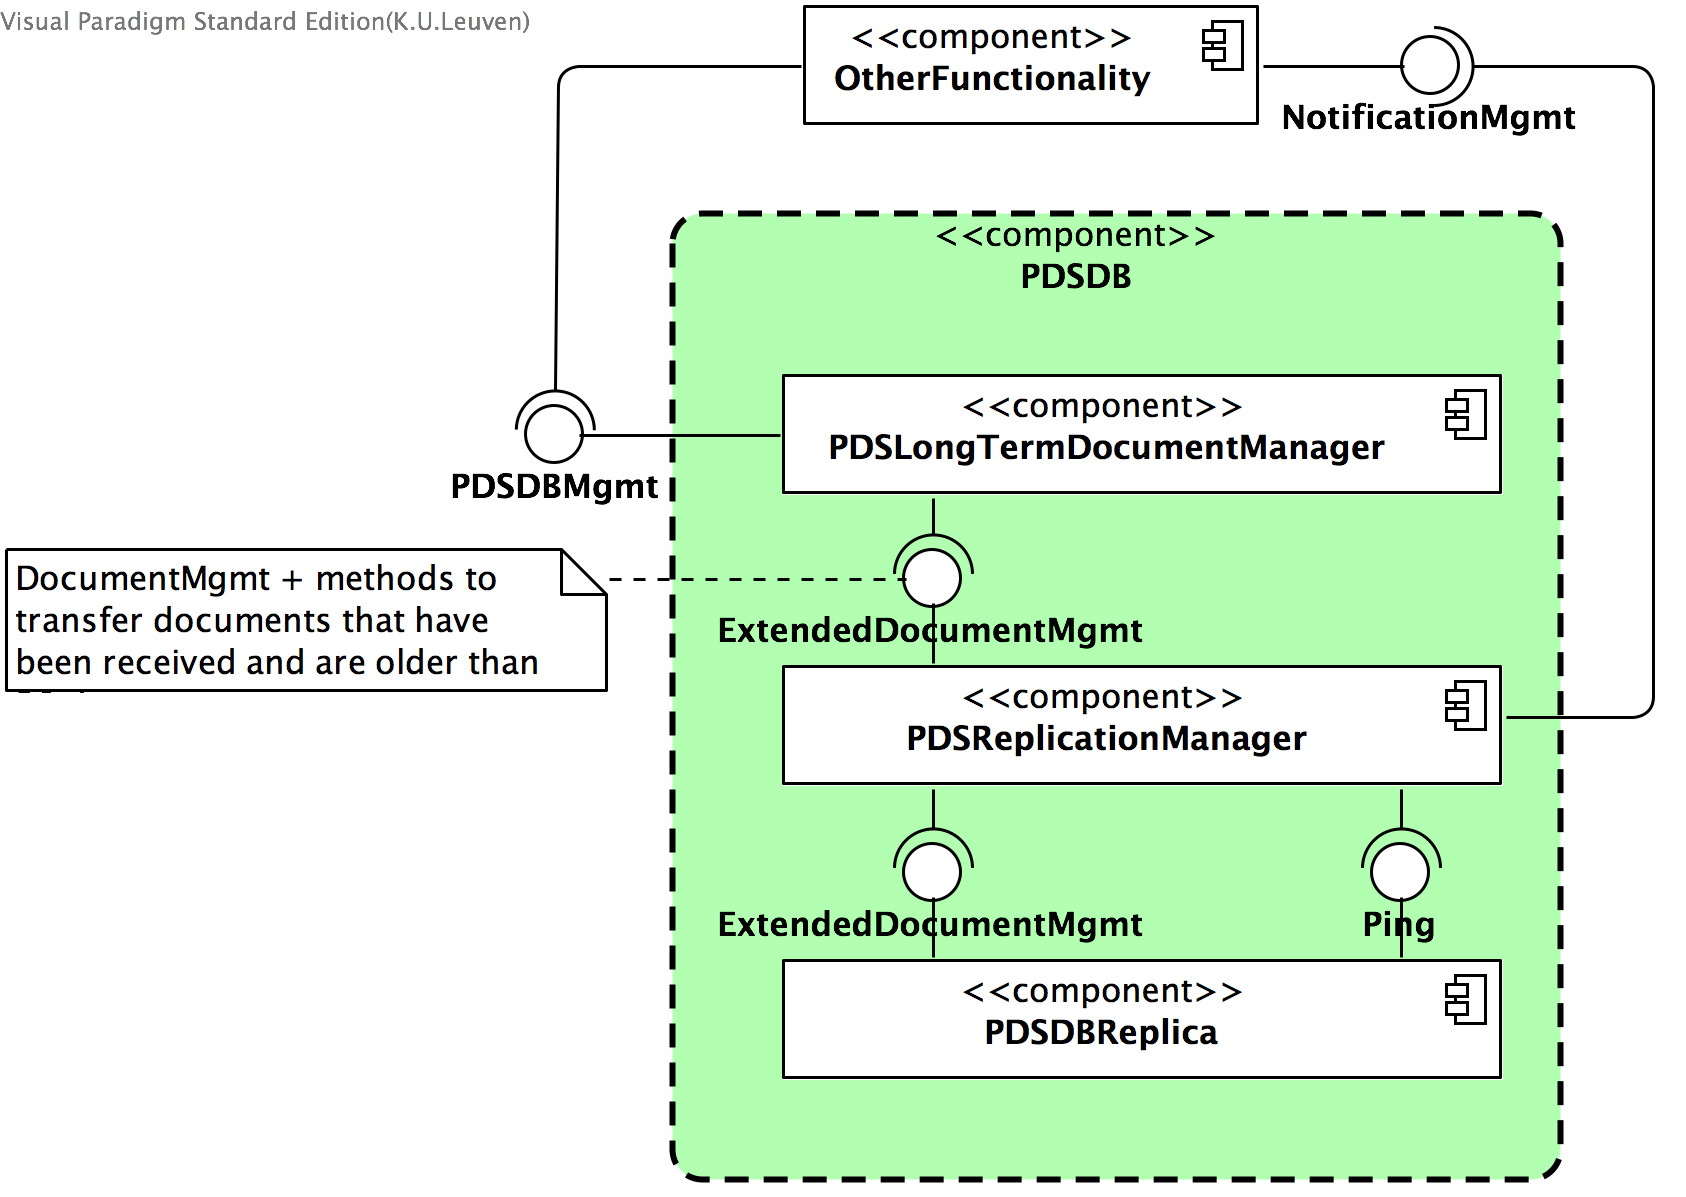 Visual Paradigm Standard Edition(K.U.Leuven)
<<component>>
OtherFunctionality
NotificationMgmt
<<component>>
PDSDB
<<component>>
PDSLongTermDocumentManager
PDSDBMgmt
DocumentMgmt + methods to
transfer documents that have
been received and are older than
ExtendedDocumentMgmt
<<component>>
PDSReplicationManager
ExtendedDocumentMgmt
Ping
<<component>>
PDSDBReplica